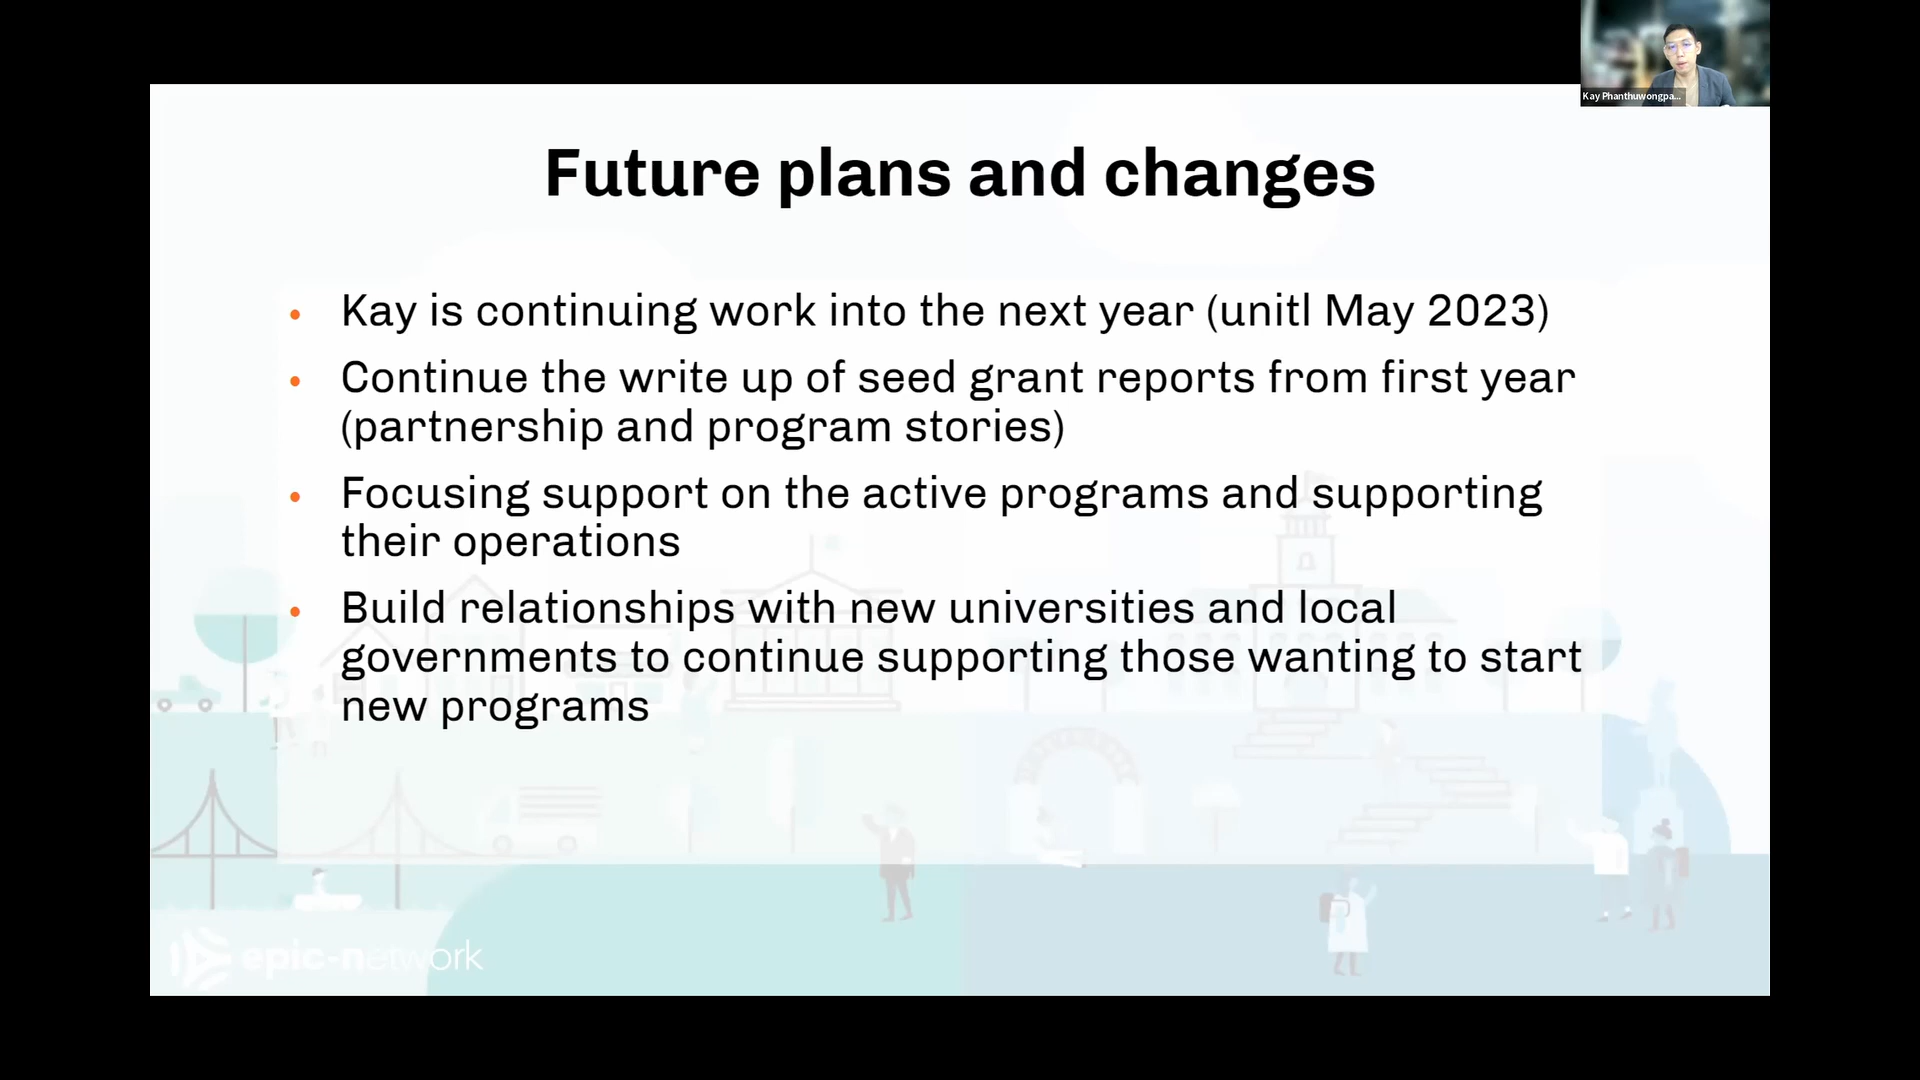 Kay Phanthuwongpa...
Future plans and changes
• Kay is continuing work into the next year (unitl May 2023)
• Continue the write up of seed grant reports from first year
(partnership and program stories)
• Focusing support on the active programs and supporting
their operations
• Build relationships with new universities and local
governments to continue supporting those wanting to start
new programs
UNIVERSITY
epic-network